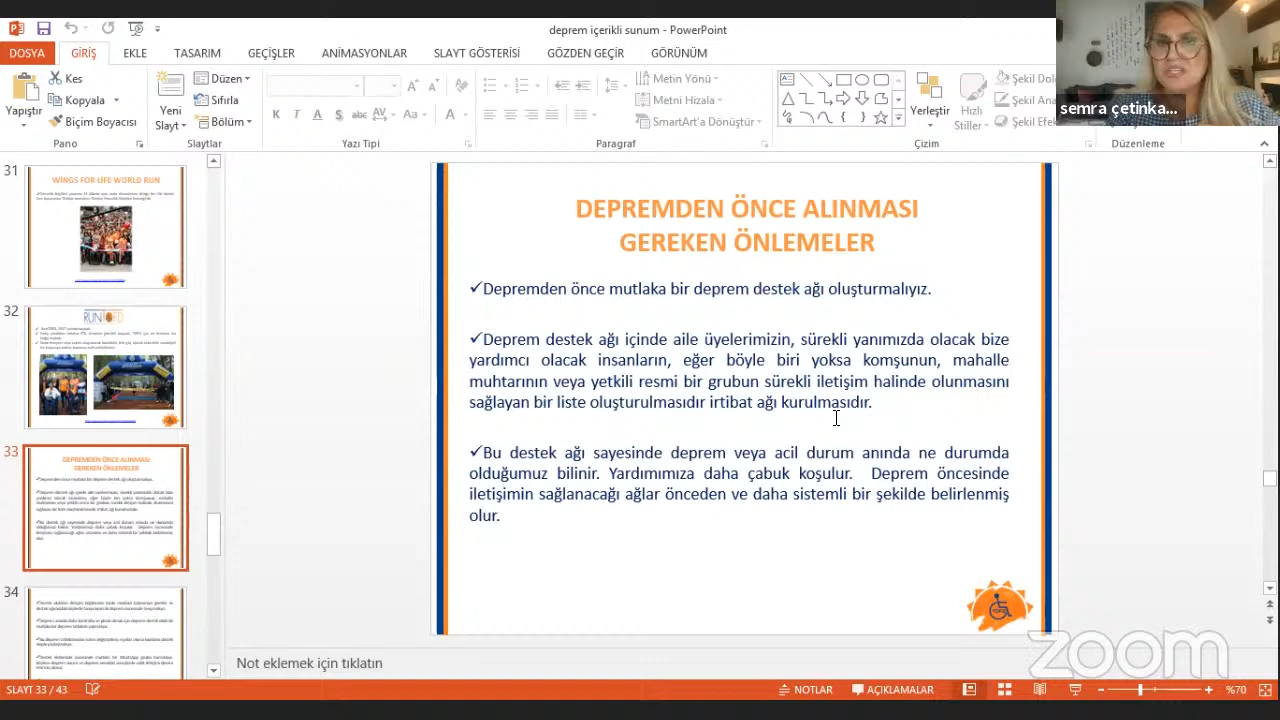 deprem içerikli sunum - PowerPoint
DOSYA GİRİŞ EKLE TASARIM GEÇİŞLER ANİMASYONLAR SLAYT GÖSTERİSİ GÖZDEN GEÇİR GÖRÜNÜM
Yapıştır
Kes
Kopyala
Biçim Boyacısı
Pano
Yeni
Slayt
Düzen
Sıfırla
Bölüm
Slaytlar
K T A S abc AV Aa A
Yazı Tipi
Metin Yönü
Metni Hizala
SmartArt'a Dönüştür
Paragraf
Yerleştir
Hızlı
Stiller
Şekil
Şekil
Şekil
Çizim
Düzenleme
semra çetinka...
31
WINGS FOR LIFE WORLD RUN
32
33
DEPREMDEN ÖNCE ALINMASI
GEREKEN ÖNLEMELER
34
DEPREMDEN ÖNCE ALINMASI
GEREKEN ÖNLEMELER
✓Depremden önce mutlaka bir deprem destek ağı oluşturmalıyız.
✓Deprem destek ağı içinde aile üyelerimizin, sürekli yanımızda olacak bize
yardımcı olacak insanların, eğer böyle biri yoksa komşunun, mahalle
muhtarının veya yetkili resmi bir grubun sürekli iletişim halinde olunmasını
sağlayan bir liste oluşturulmasıdır irtibat ağı kurulmasıdır.
✓Bu destek ağı sayesinde deprem veya acil durum anında ne durumda
olduğumuz bilinir. Yardımımıza daha çabuk koşulur. Deprem öncesinde
iletişimin sağlanacağı ağlar önceden ve daha isabetli bir şekilde belirlenmiş
olur.
zoom
Not eklemek için tıklatın
SLAYT 33 / 43
NOTLAR AÇIKLAMALAR %70